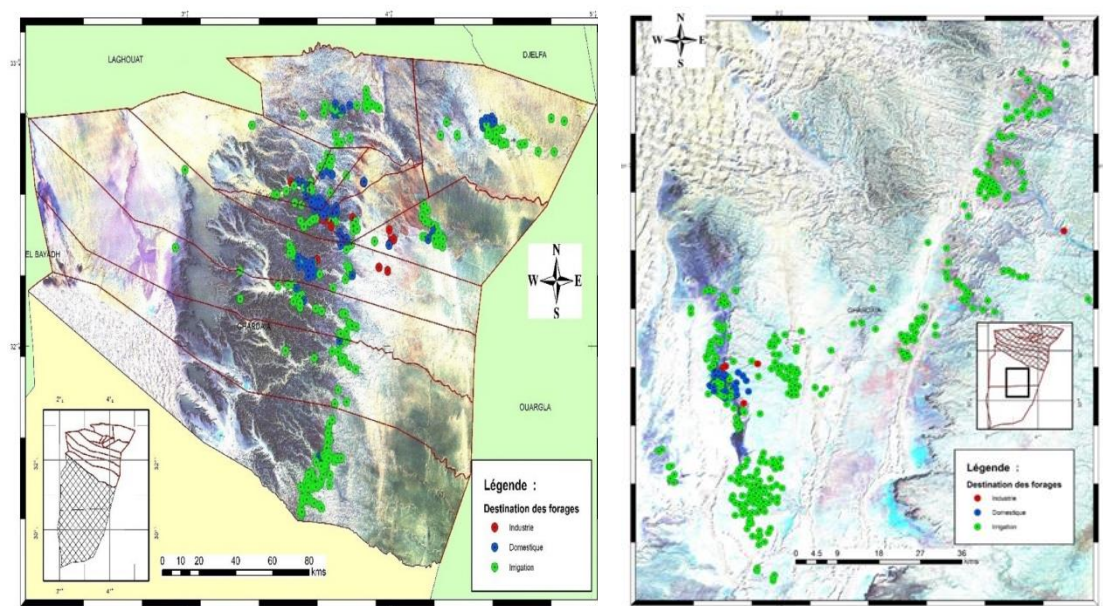 LAGHOUAT
DJELFA
EL BAYADH
GHARDAIA
OUARGLA
N
W E
S
Légende :
Destination des forages
Industrie
Domestique
Irrigation
0 10 20 40 60 80
kms
N
W E
S
GHARDAIA
Légende :
Destination des forages
Industrie
Domestique
Irrigation
0 4.5 9 18 27 36